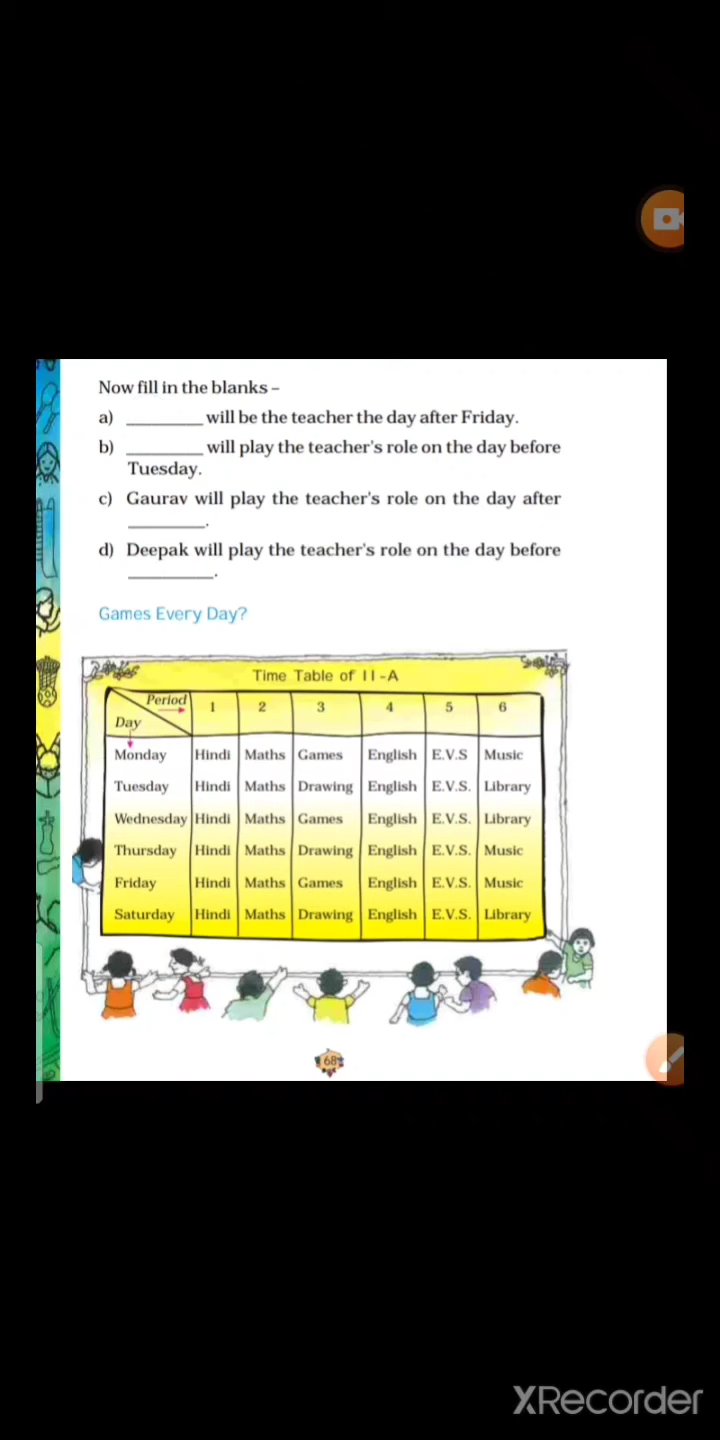 Now fill in the blanks –
a) ________ will be the teacher the day after Friday.
b) ________ will play the teacher's role on the day before
Tuesday.
c) Gaurav will play the teacher's role on the day after
________.
d) Deepak will play the teacher's role on the day before
________.
Games Every Day?
Time Table of II-A
Period 1 2 3 4 5 6
Day
Monday Hindi Maths Games English E.V.S Music
Tuesday Hindi Maths Drawing English E.V.S. Library
Wednesday Hindi Maths Games English E.V.S. Library
Thursday Hindi Maths Drawing English E.V.S. Music
Friday Hindi Maths Games English E.V.S. Music
Saturday Hindi Maths Drawing English E.V.S. Library
68
XRecorder